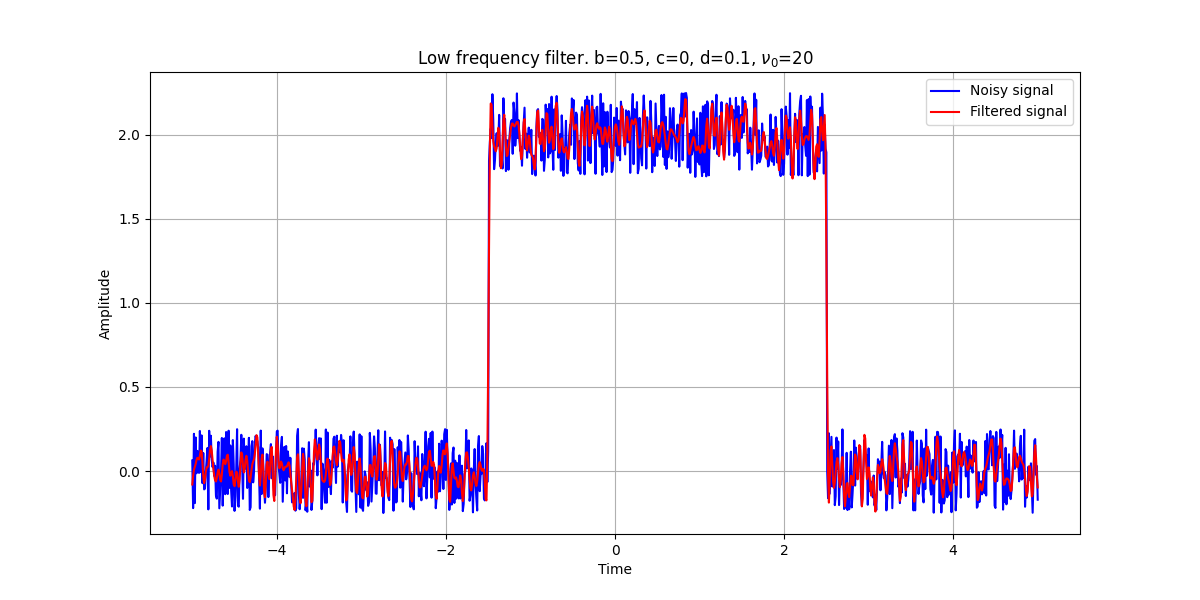 Low frequency filter. b=0.5, c=0, d=0.1, ν₀=20
Noisy signal
Filtered signal
Amplitude
2.0
1.5
1.0
0.5
0.0
−4
−2
0
2
4
Time